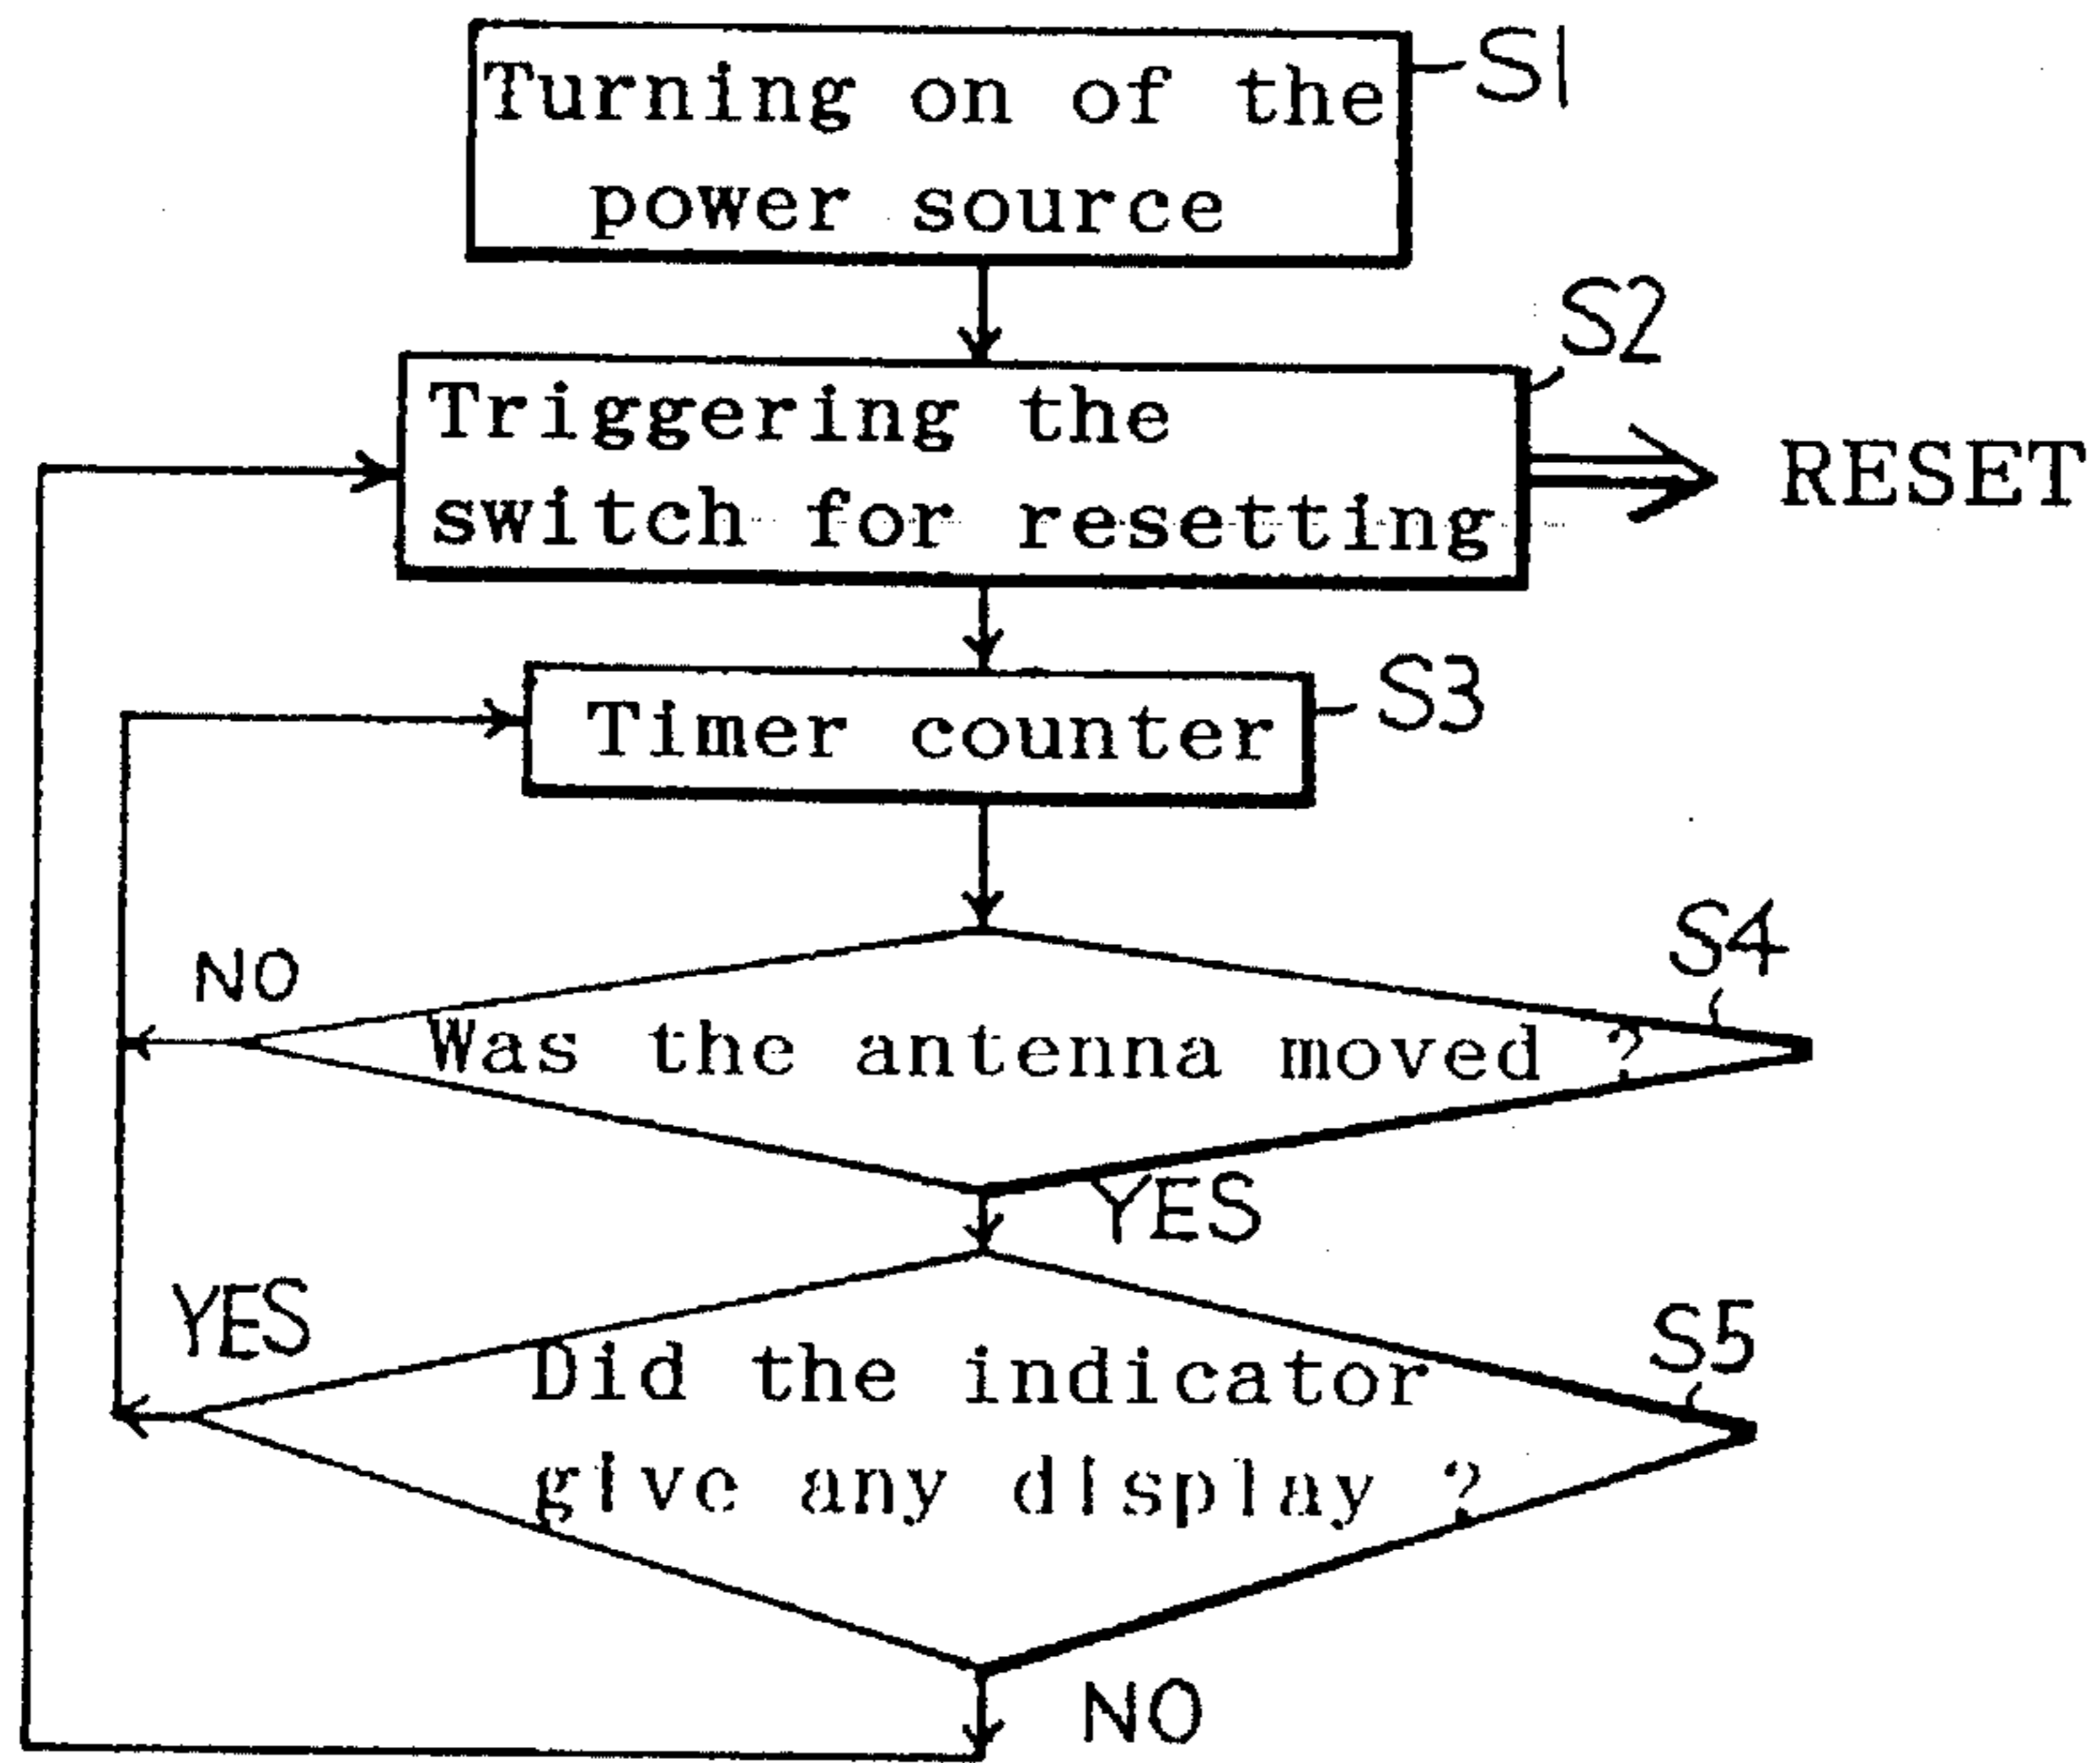 Turning on of the
power source
S1
S2
Triggering the
switch for resetting
RESET
Timer counter
S3
S4
NO
Was the antenna moved ?
YES
YES
S5
Did the indicator
give any display ?
NO